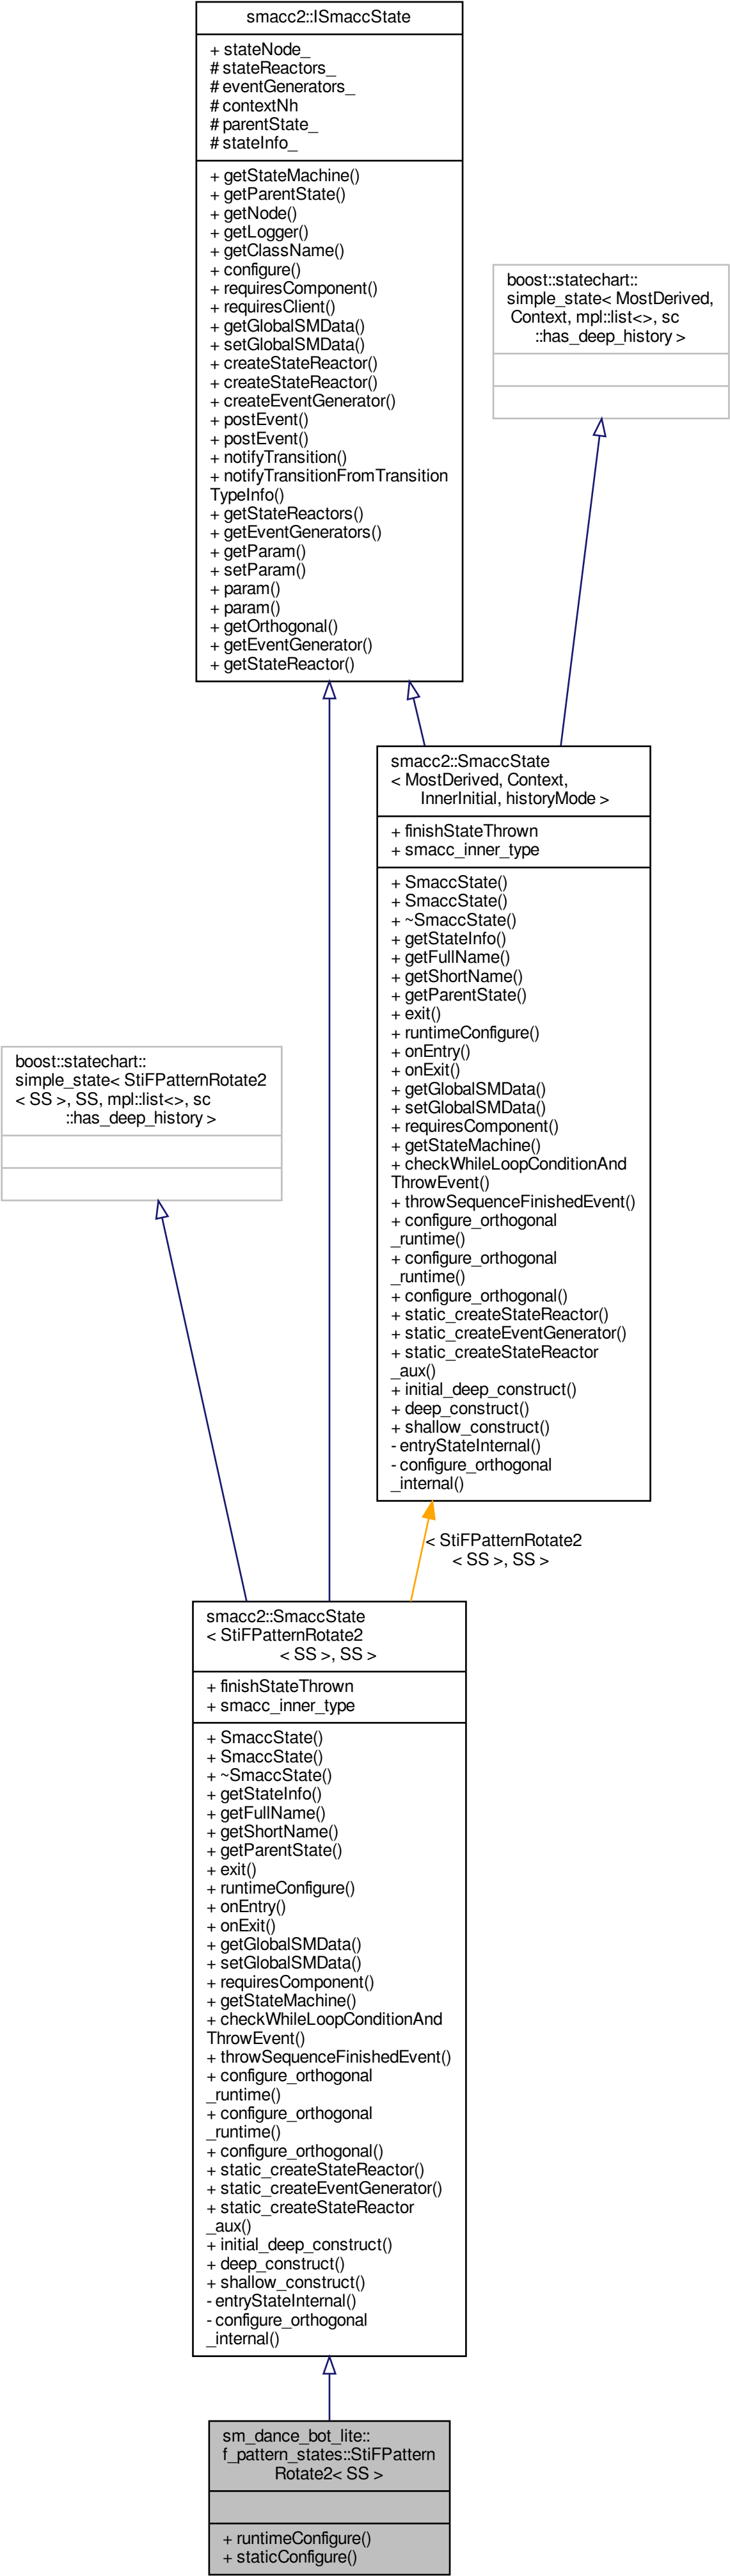 smacc2::ISmaccState
+ stateNode_
# stateReactors_
# eventGenerators_
# contextNh
# parentState_
# stateInfo_
+ getStateMachine()
+ getParentState()
+ getNode()
+ getLogger()
+ getClassName()
+ configure()
+ requiresComponent()
+ requiresClient()
+ getGlobalSMData()
+ setGlobalSMData()
+ createStateReactor()
+ createStateReactor()
+ createEventGenerator()
+ postEvent()
+ postEvent()
+ notifyTransition()
+ notifyTransitionFromTransition
TypeInfo()
+ getStateReactors()
+ getEventGenerators()
+ getParam()
+ setParam()
+ param()
+ param()
+ getOrthogonal()
+ getEventGenerator()
+ getStateReactor()
boost::statechart::
simple_state< MostDerived,
Context, mpl::list<>, sc
::has_deep_history >
smacc2::SmaccState
< MostDerived, Context,
InnerInitial, historyMode >
+ finishStateThrown
+ smacc_inner_type
+ SmaccState()
+ SmaccState()
+ ~SmaccState()
+ getStateInfo()
+ getFullName()
+ getShortName()
+ getParentState()
+ exit()
+ runtimeConfigure()
+ onEntry()
+ onExit()
+ getGlobalSMData()
+ setGlobalSMData()
+ requiresComponent()
+ getStateMachine()
+ checkWhileLoopConditionAnd
ThrowEvent()
+ throwSequenceFinishedEvent()
+ configure_orthogonal
_runtime()
+ configure_orthogonal
_runtime()
+ configure_orthogonal()
+ static_createStateReactor()
+ static_createEventGenerator()
+ static_createStateReactor
_aux()
+ initial_deep_construct()
+ deep_construct()
+ shallow_construct()
- entryStateInternal()
- configure_orthogonal
_internal()
boost::statechart::
simple_state< StiFPatternRotate2
< SS >, SS, mpl::list<>, sc
::has_deep_history >
< StiFPatternRotate2
< SS >, SS >
smacc2::SmaccState
< StiFPatternRotate2
< SS >, SS >
+ finishStateThrown
+ smacc_inner_type
+ SmaccState()
+ SmaccState()
+ ~SmaccState()
+ getStateInfo()
+ getFullName()
+ getShortName()
+ getParentState()
+ exit()
+ runtimeConfigure()
+ onEntry()
+ onExit()
+ getGlobalSMData()
+ setGlobalSMData()
+ requiresComponent()
+ getStateMachine()
+ checkWhileLoopConditionAnd
ThrowEvent()
+ throwSequenceFinishedEvent()
+ configure_orthogonal
_runtime()
+ configure_orthogonal
_runtime()
+ configure_orthogonal()
+ static_createStateReactor()
+ static_createEventGenerator()
+ static_createStateReactor
_aux()
+ initial_deep_construct()
+ deep_construct()
+ shallow_construct()
- entryStateInternal()
- configure_orthogonal
_internal()
sm_dance_bot_lite::
f_pattern_states::StiFPattern
Rotate2< SS >
+ runtimeConfigure()
+ staticConfigure()